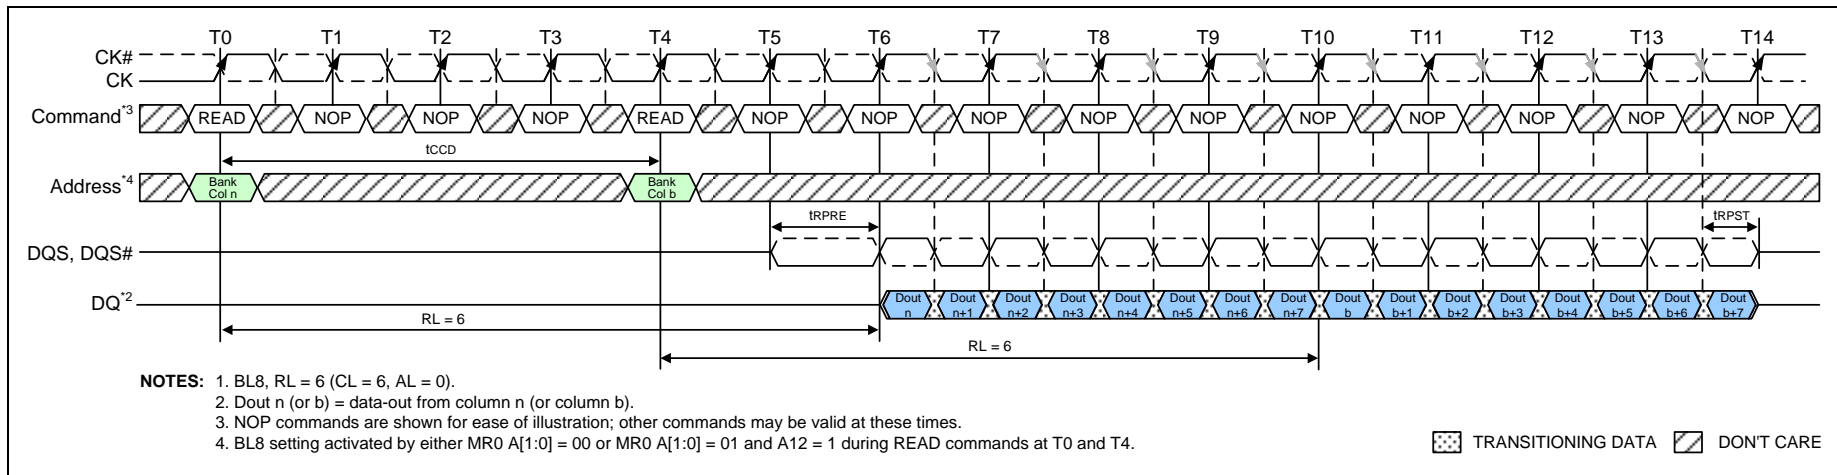 T0 T1 T2 T3 T4 T5 T6 T7 T8 T9 T10 T11 T12 T13 T14
CK#
CK
Command*3 READ NOP NOP NOP READ NOP NOP NOP NOP NOP NOP NOP NOP NOP NOP
tCCD
Address*4 Bank Col n Bank Col b
tRPRE tRPST
DQS, DQS#
DQ*2 Dout n Dout n+1 Dout n+2 Dout n+3 Dout n+4 Dout n+5 Dout n+6 Dout n+7 Dout b Dout b+1 Dout b+2 Dout b+3 Dout b+4 Dout b+5 Dout b+6 Dout b+7
RL = 6
RL = 6
NOTES: 1. BL8, RL = 6 (CL = 6, AL = 0).
2. Dout n (or b) = data-out from column n (or column b).
3. NOP commands are shown for ease of illustration; other commands may be valid at these times.
4. BL8 setting activated by either MR0 A[1:0] = 00 or MR0 A[1:0] = 01 and A12 = 1 during READ commands at T0 and T4.
TRANSITIONING DATA DON'T CARE